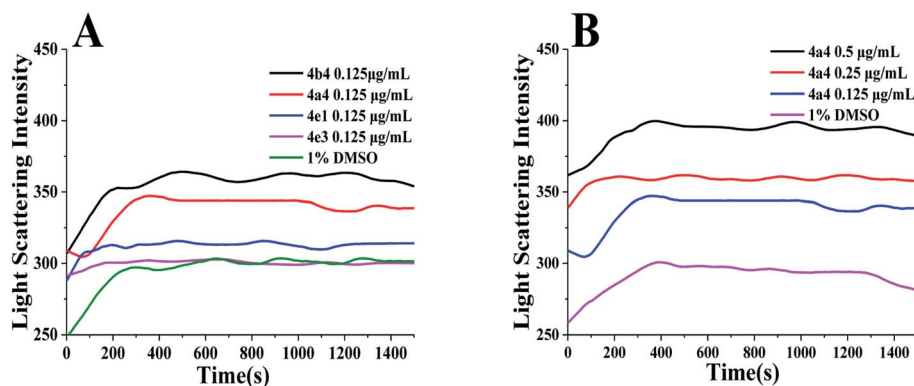 A
Light Scattering Intensity
450
400
350
300
250
4b4 0.125μg/mL
4a4 0.125 μg/mL
4e1 0.125 μg/mL
4e3 0.125 μg/mL
1% DMSO
0 200 400 600 800 1000 1200 1400
Time(s)
B
Light Scattering Intensity
450
400
350
300
250
4a4 0.5 μg/mL
4a4 0.25 μg/mL
4a4 0.125 μg/mL
1% DMSO
0 200 400 600 800 1000 1200 1400
Time(s)